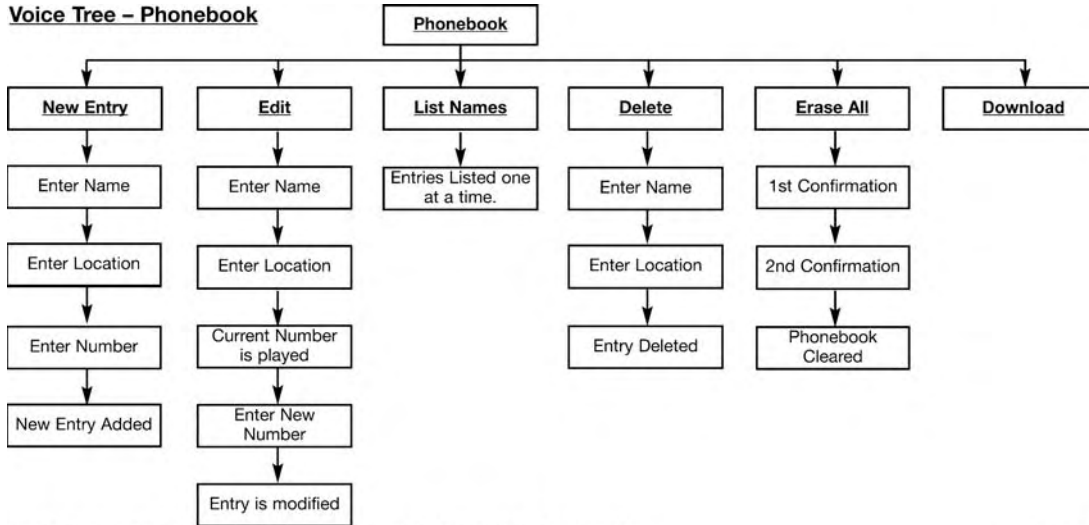 Voice Tree – Phonebook
Phonebook
New Entry
Edit
List Names
Delete
Erase All
Download
Enter Name
Enter Name
Entries Listed one
at a time.
Enter Name
1st Confirmation
Enter Location
Enter Location
Enter Location
2nd Confirmation
Enter Number
Current Number
is played
Entry Deleted
Phonebook
Cleared
New Entry Added
Enter New
Number
Entry is modified